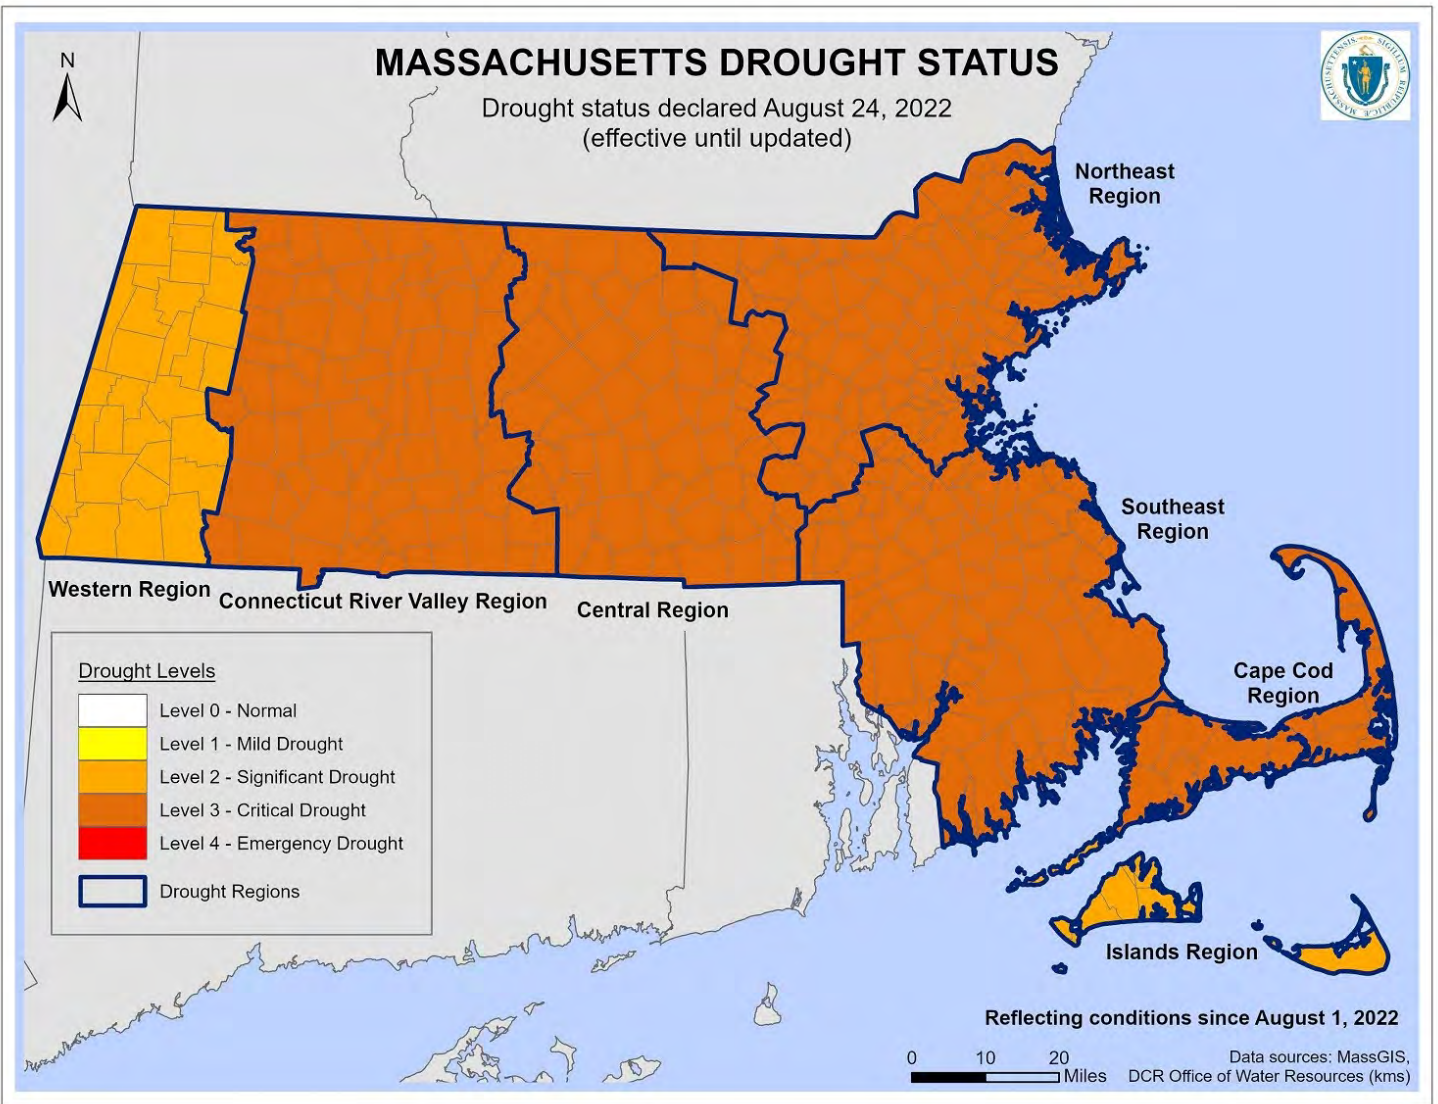 N
MASSACHUSETTS DROUGHT STATUS
Drought status declared August 24, 2022
(effective until updated)
Northeast
Region
Southeast
Region
Western Region
Connecticut River Valley Region
Central Region
Cape Cod
Region
Drought Levels
Level 0 - Normal
Level 1 - Mild Drought
Level 2 - Significant Drought
Level 3 - Critical Drought
Level 4 - Emergency Drought
Drought Regions
Islands Region
Reflecting conditions since August 1, 2022
0 10 20
Miles
Data sources: MassGIS,
DCR Office of Water Resources (kms)